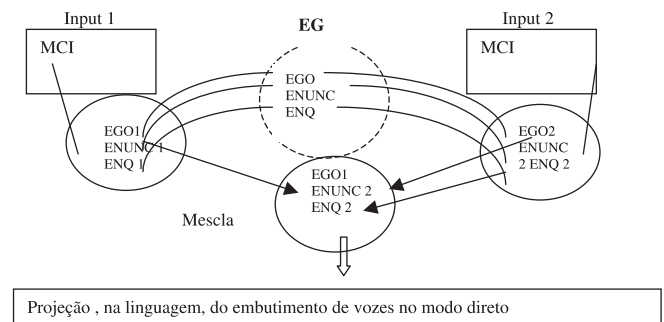 Input 1
EG
Input 2
MCI
MCI
EGO
ENUNC
ENQ
EGO1
ENUNC 1
ENQ 1
EGO2
ENUNC
2 ENQ 2
EGO1
ENUNC 2
ENQ 2
Mescla
Projeção , na linguagem, do embutimento de vozes no modo direto